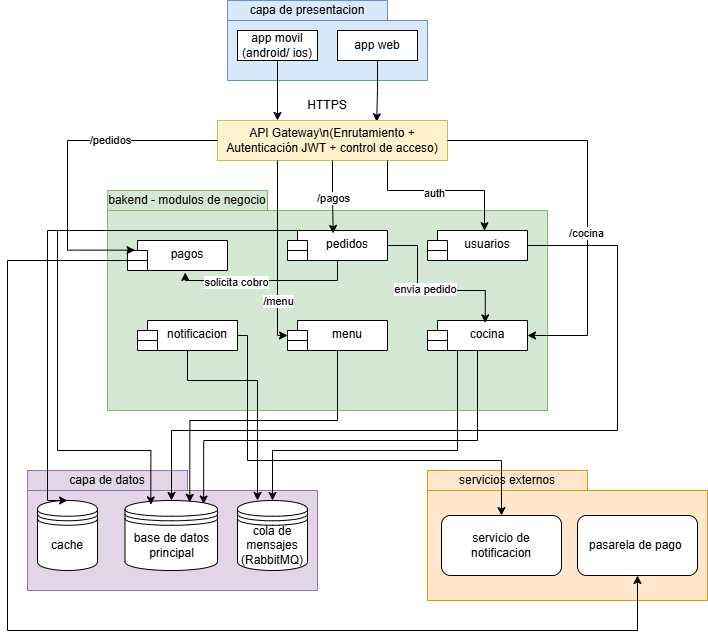 capa de presentacion
app movil
(android/ ios)
app web
HTTPS
API Gateway\n(Enrutamiento +
Autenticación JWT + control de acceso)
/pedidos
/pagos
auth
bakend - modulos de negocio
/cocina
pagos
pedidos
usuarios
solicita cobro
envia pedido
/menu
notificacion
menu
cocina
capa de datos
servicios externos
cache
base de datos
principal
cola de
mensajes
(RabbitMQ)
servicio de
notificacion
pasarela de pago